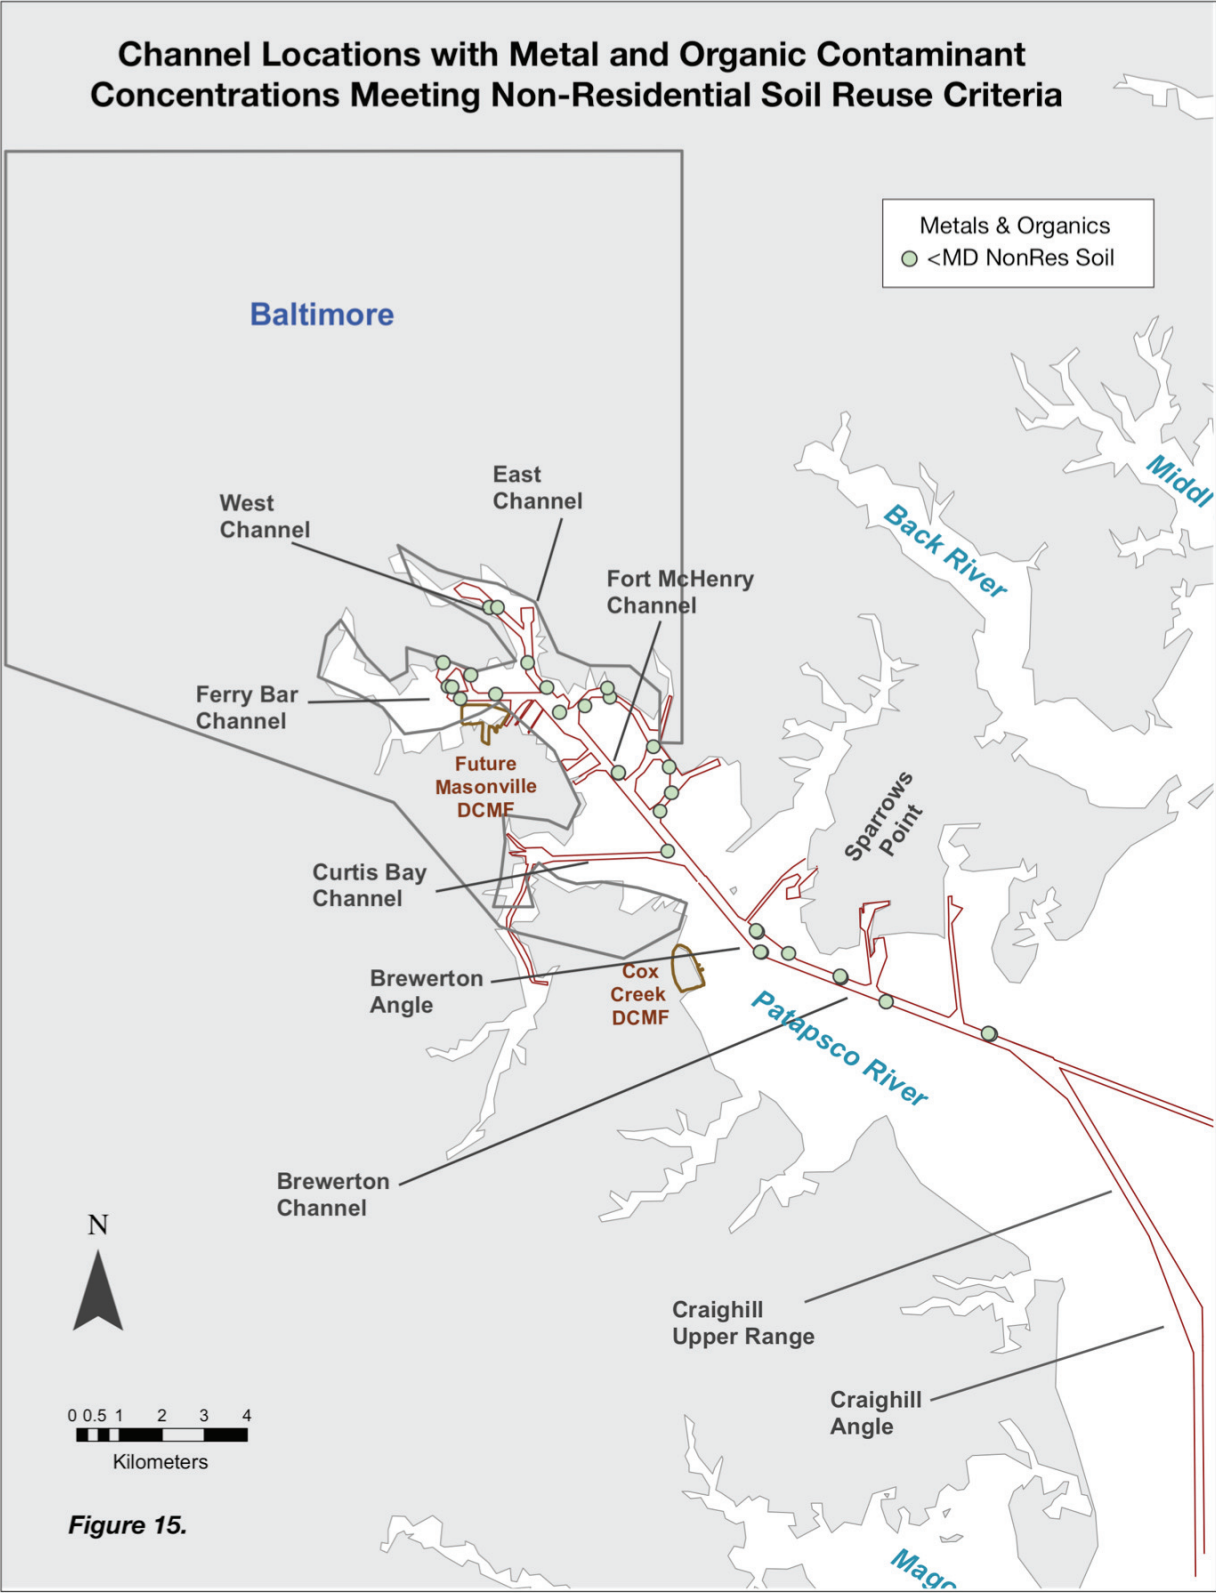 Channel Locations with Metal and Organic Contaminant
Concentrations Meeting Non-Residential Soil Reuse Criteria
Metals & Organics
<MD NonRes Soil
Baltimore
Middl
East
Channel
West
Channel
Back River
Fort McHenry
Channel
Ferry Bar
Channel
Future
Masonville
DCMF
Sparrows
Point
Curtis Bay
Channel
Brewerton
Angle
Cox
Creek
DCMF
Patapsco River
Brewerton
Channel
N
Craighill
Upper Range
Craighill
Angle
0 0.5 1 2 3 4
Kilometers
Figure 15.
Mago